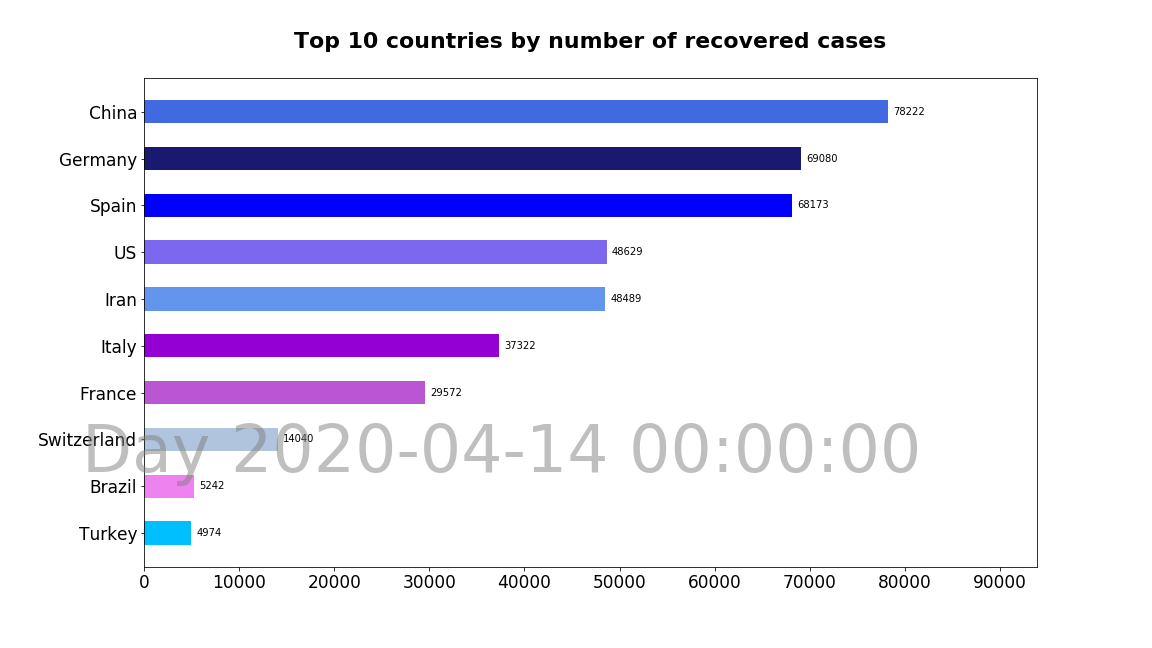 Top 10 countries by number of recovered cases
China 78222
Germany 69080
Spain 68173
US 48629
Iran 48489
Italy 37322
France 29572
Switzerland 14040
Day 2020-04-14 00:00:00
Brazil 5242
Turkey 4974
0 10000 20000 30000 40000 50000 60000 70000 80000 90000